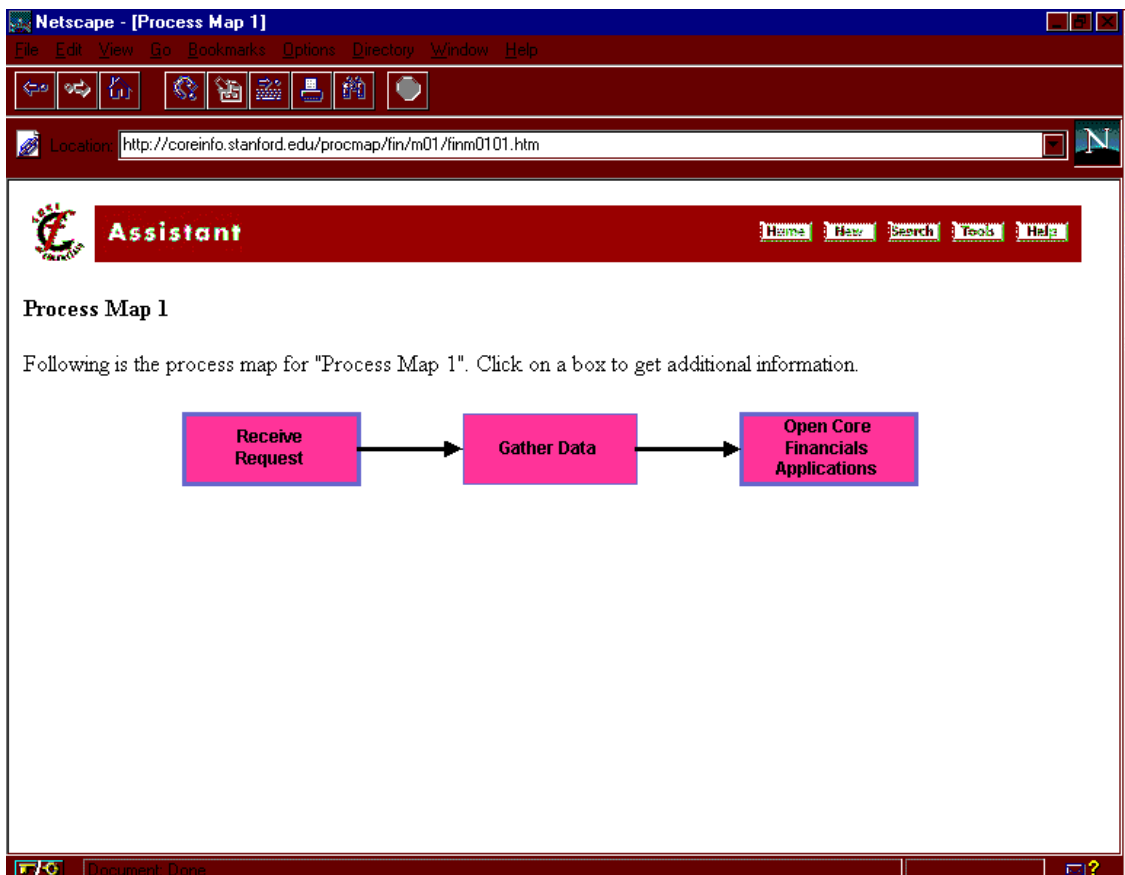 Netscape - [Process Map 1]
File Edit View Go Bookmarks Options Directory Window Help
Location: http://coreinfo.stanford.edu/procmap/fin/m01/finm0101.htm
N
Assistant
Home New Search Tools Help
Process Map 1
Following is the process map for "Process Map 1". Click on a box to get additional information.
Receive
Request
Gather Data
Open Core
Financials
Applications
Document: Done
?